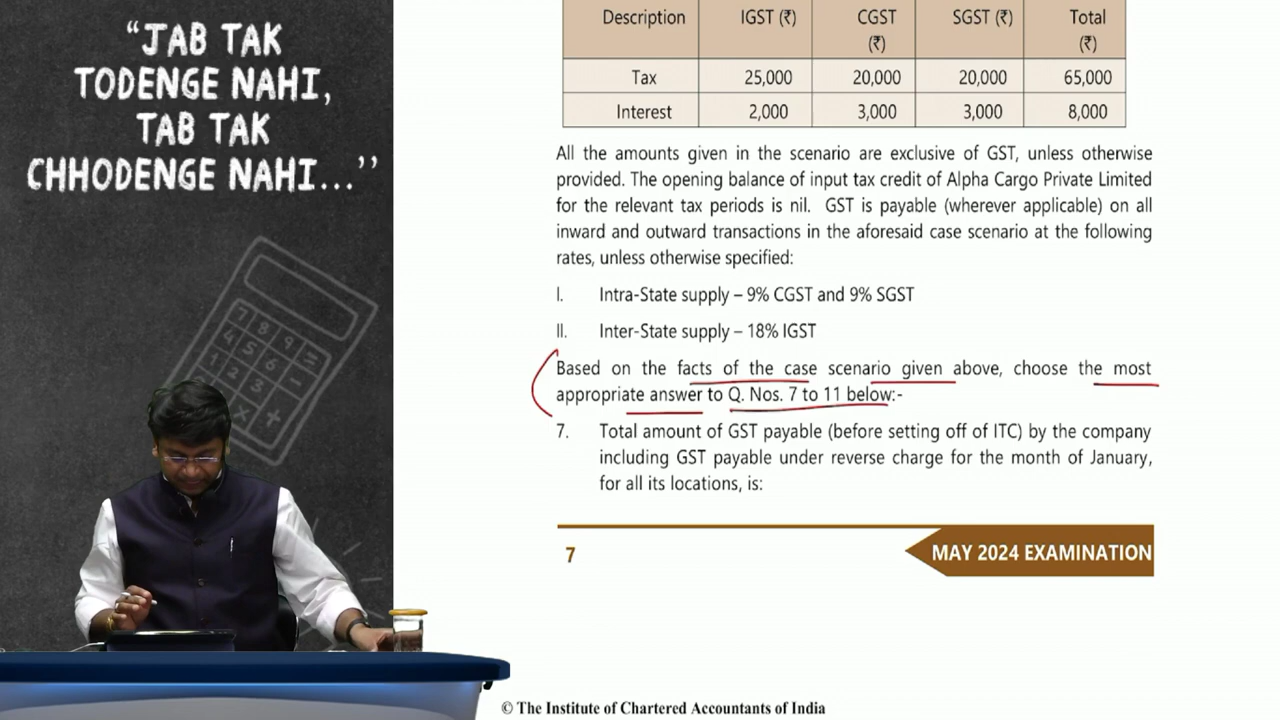 “JAB TAK
TODENGE NAHI,
TAB TAK
CHHODENGE NAHI...’’
Description IGST (₹) CGST (₹) SGST (₹) Total (₹)
Tax 25,000 20,000 20,000 65,000
Interest 2,000 3,000 3,000 8,000
All the amounts given in the scenario are exclusive of GST, unless otherwise
provided. The opening balance of input tax credit of Alpha Cargo Private Limited
for the relevant tax periods is nil. GST is payable (wherever applicable) on all
inward and outward transactions in the aforesaid case scenario at the following
rates, unless otherwise specified:
I. Intra-State supply – 9% CGST and 9% SGST
II. Inter-State supply – 18% IGST
Based on the facts of the case scenario given above, choose the most
appropriate answer to Q. Nos. 7 to 11 below:-
7. Total amount of GST payable (before setting off of ITC) by the company
including GST payable under reverse charge for the month of January,
for all its locations, is:
7
MAY 2024 EXAMINATION
© The Institute of Chartered Accountants of India